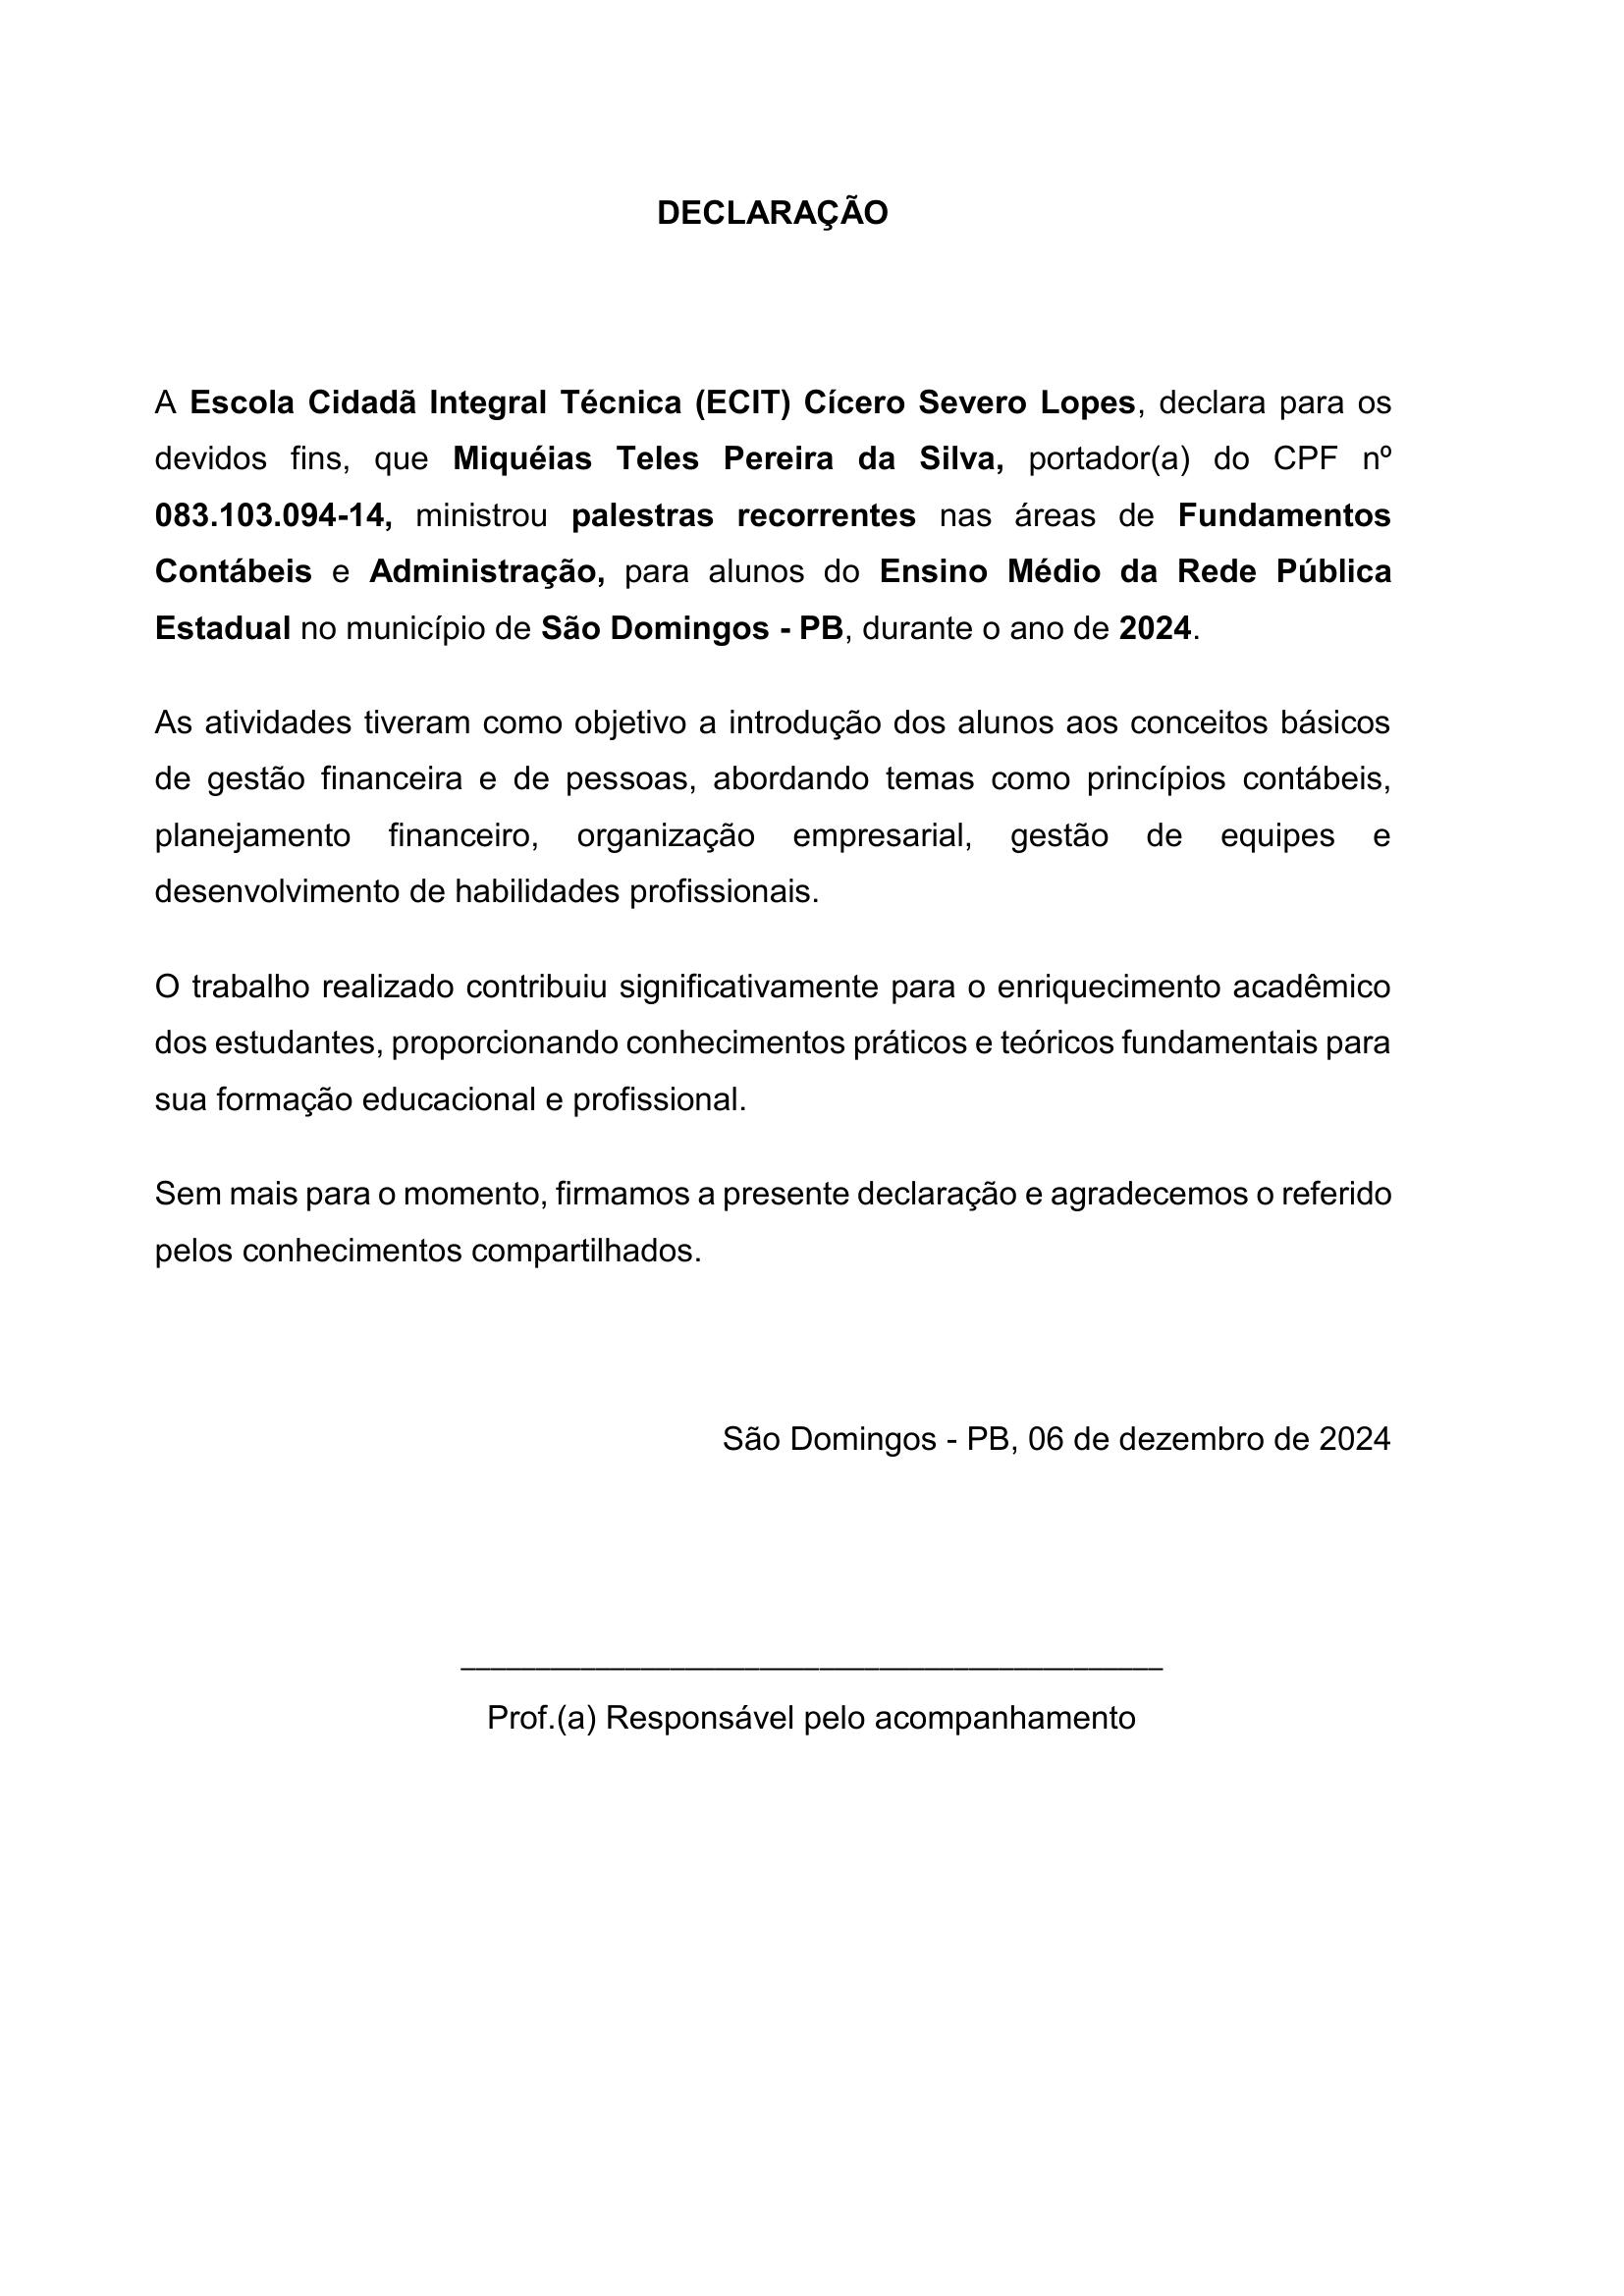 DECLARAÇÃO
A Escola Cidadã Integral Técnica (ECIT) Cícero Severo Lopes, declara para os
devidos fins, que Miquéias Teles Pereira da Silva, portador(a) do CPF nº
083.103.094-14, ministrou palestras recorrentes nas áreas de Fundamentos
Contábeis e Administração, para alunos do Ensino Médio da Rede Pública
Estadual no município de São Domingos - PB, durante o ano de 2024.
As atividades tiveram como objetivo a introdução dos alunos aos conceitos básicos
de gestão financeira e de pessoas, abordando temas como princípios contábeis,
planejamento financeiro, organização empresarial, gestão de equipes e
desenvolvimento de habilidades profissionais.
O trabalho realizado contribuiu significativamente para o enriquecimento acadêmico
dos estudantes, proporcionando conhecimentos práticos e teóricos fundamentais para
sua formação educacional e profissional.
Sem mais para o momento, firmamos a presente declaração e agradecemos o referido
pelos conhecimentos compartilhados.
São Domingos - PB, 06 de dezembro de 2024
Prof.(a) Responsável pelo acompanhamento